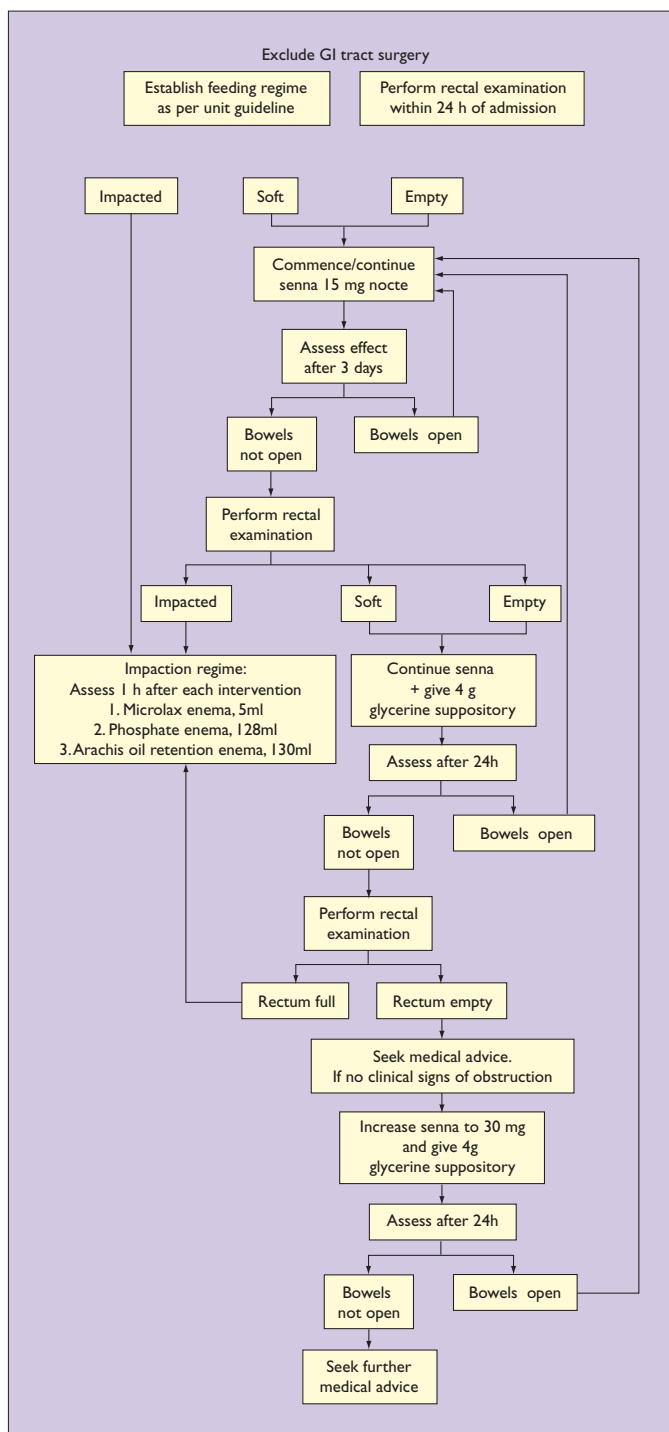 Exclude GI tract surgery
Establish feeding regime
as per unit guideline
Perform rectal examination
within 24 h of admission
Impacted
Soft
Empty
Commence/continue
senna 15 mg nocte
Assess effect
after 3 days
Bowels
not open
Bowels open
Perform rectal
examination
Impacted
Soft
Empty
Impaction regime:
Assess 1 h after each intervention
1. Microlax enema, 5ml
2. Phosphate enema, 128ml
3. Arachis oil retention enema, 130ml
Continue senna
+ give 4 g
glycerine suppository
Assess after 24h
Bowels
not open
Bowels open
Perform rectal
examination
Rectum full
Rectum empty
Seek medical advice.
If no clinical signs of obstruction
Increase senna to 30 mg
and give 4g
glycerine suppository
Assess after 24h
Bowels
not open
Bowels open
Seek further
medical advice